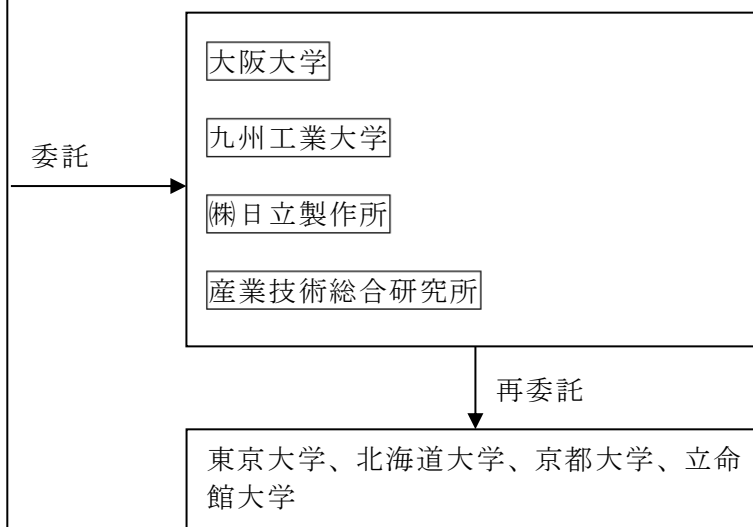 大阪大学
九州工業大学
委託
㈱日立製作所
産業技術総合研究所
再委託
東京大学、北海道大学、京都大学、立命
館大学